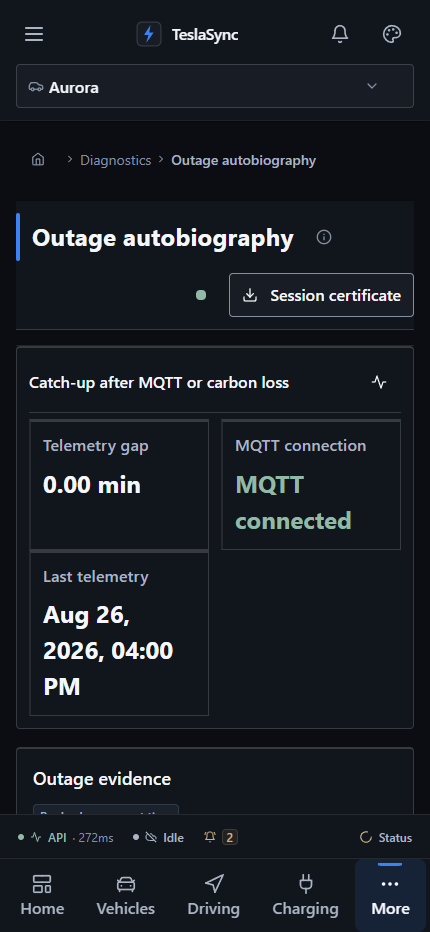 TeslaSync
Aurora
Diagnostics
Outage autobiography
Outage autobiography
Session certificate
Catch-up after MQTT or carbon loss
Telemetry gap
0.00 min
MQTT connection
MQTT
connected
Last telemetry
Aug 26,
2026, 04:00
PM
Outage evidence
API · 272ms
Idle
2
Status
Home
Vehicles
Driving
Charging
More